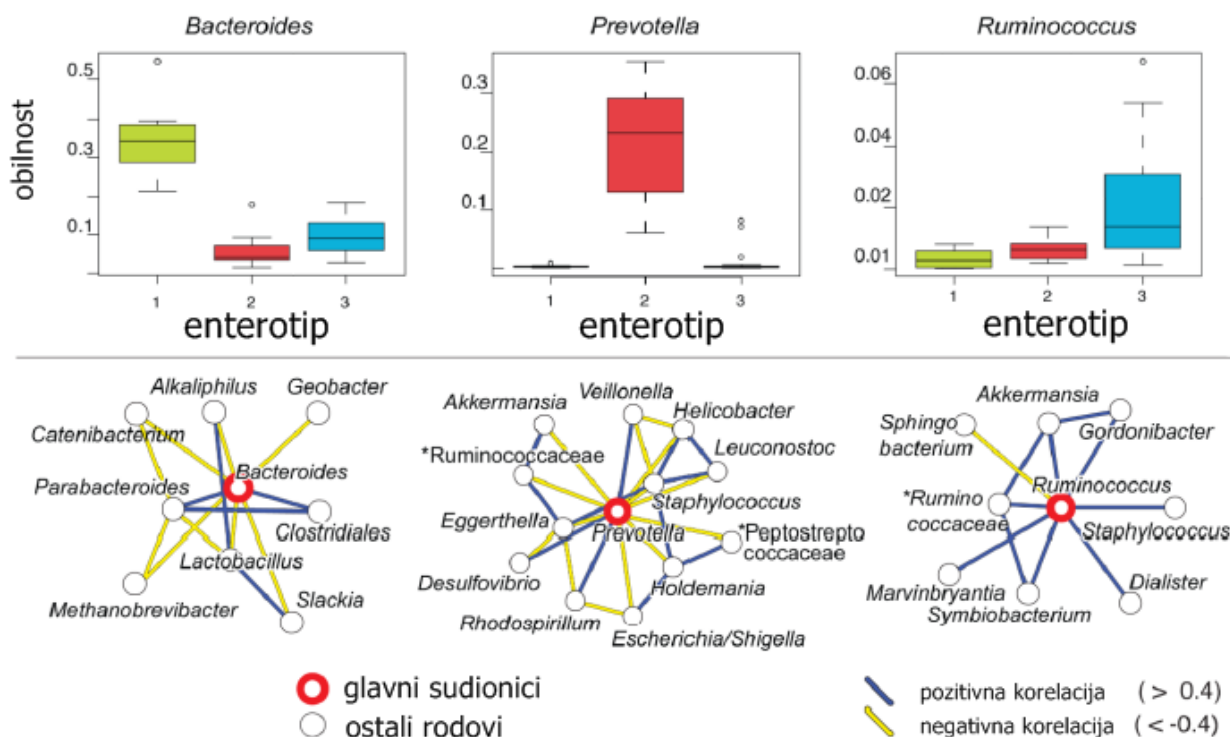 Bacteroides
Prevotella
Ruminococcus
obilnost
0.5
0.3
0.1
0.3
0.2
0.1
0.06
0.04
0.02
0.01
1 2 3
1 2 3
1 2 3
enterotip
enterotip
enterotip
Alkaliphilus
Geobacter
Catenibacterium
Bacteroides
Parabacteroides
Clostridiales
Lactobacillus
Methanobrevibacter
Slackia
Veillonella
Akkermansia
Helicobacter
*Ruminococcaceae
Leuconostoc
Staphylococcus
Eggerthella
Prevotella
*Peptostrepto
coccaceae
Desulfovibrio
Holdemania
Rhodospirillum
Escherichia/Shigella
Akkermansia
Sphingo
bacterium
Gordonibacter
Ruminococcus
*Rumino
coccaceae
Staphylococcus
Marvinbryantia
Dialister
Symbiobacterium
glavni sudionici
ostali rodovi
pozitivna korelacija ( > 0.4)
negativna korelacija ( < -0.4)